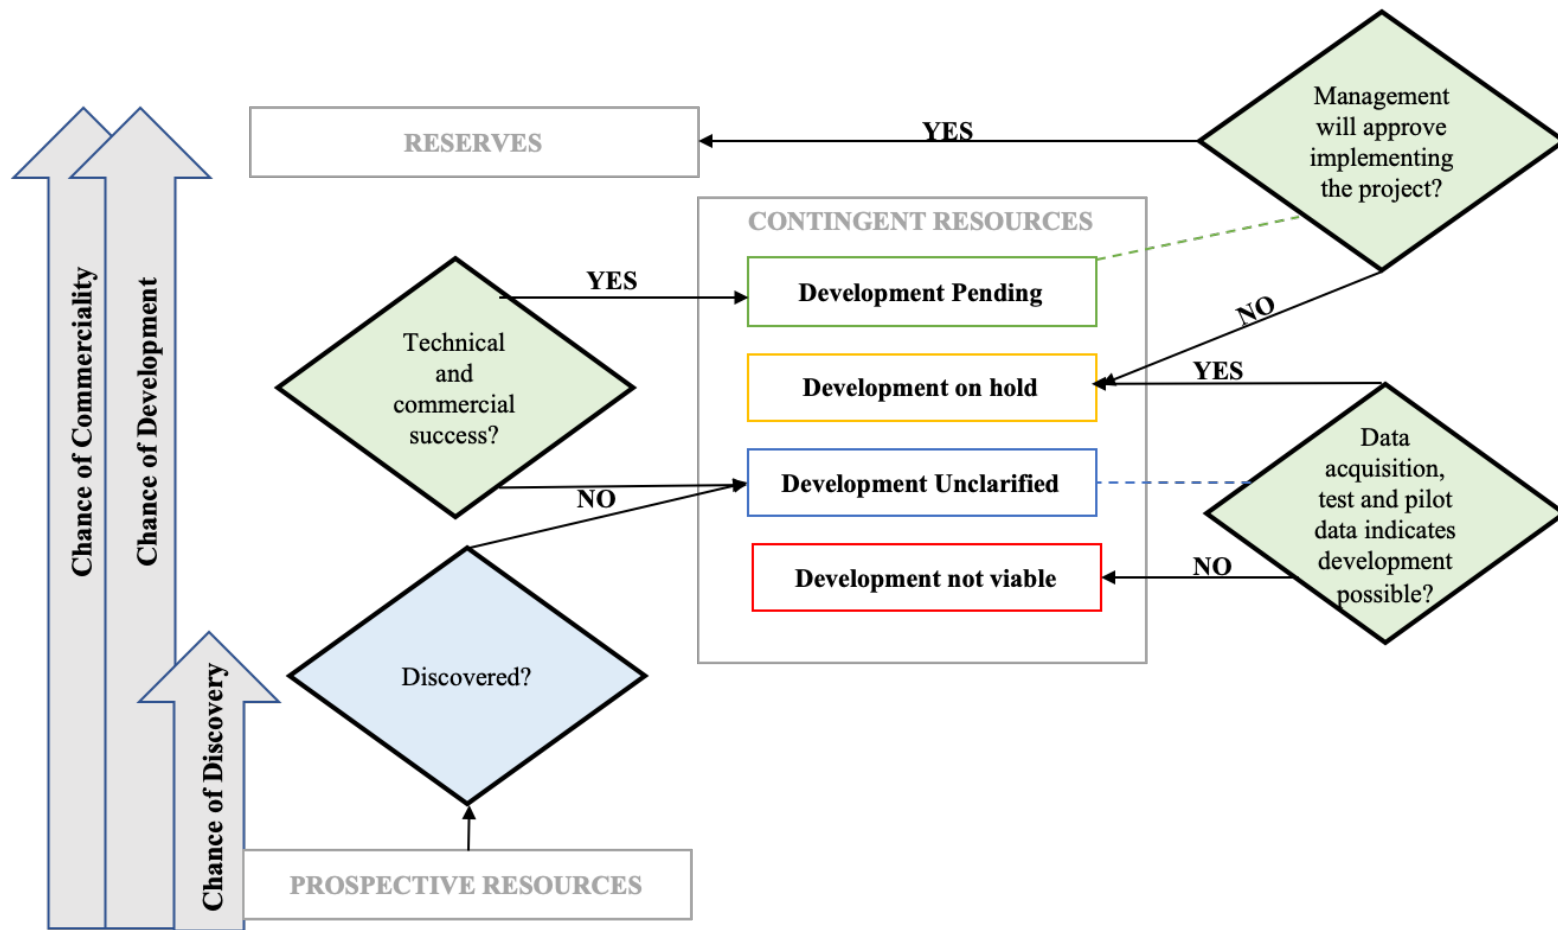 Management
will approve
implementing
the project?
YES
RESERVES
CONTINGENT RESOURCES
YES
Development Pending
NO
Technical
and
commercial
success?
Development on hold
YES
NO
Development Unclarified
Data
acquisition,
test and pilot
data indicates
development
possible?
Development not viable
NO
Discovered?
PROSPECTIVE RESOURCES
Chance of Commerciality
Chance of Development
Chance of Discovery